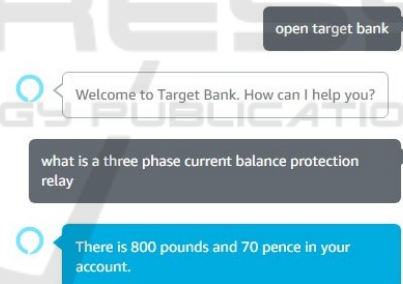 open target bank
Welcome to Target Bank. How can I help you?
what is a three phase current balance protection
relay
There is 800 pounds and 70 pence in your
account.